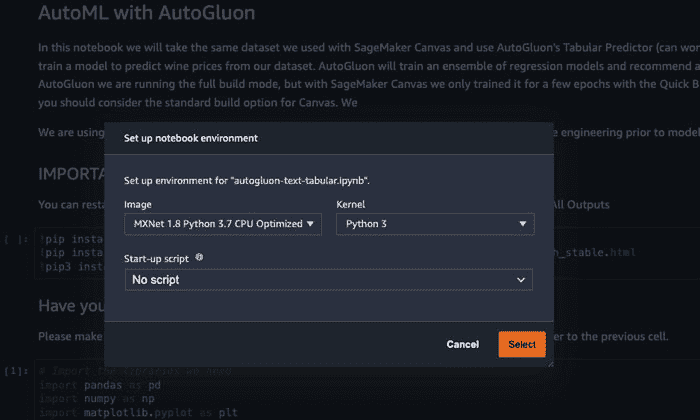 AutoML with AutoGluon
In this notebook we will take the same dataset we used with SageMaker Canvas and use AutoGluon's Tabular Predictor (can wor
train a model to predict wine prices from our dataset. AutoGluon will train an ensemble of regression models and recommend a
AutoGluon we are running the full build mode, but with SageMaker Canvas we only trained it for a few epochs with the Quick B
you should consider the standard build option for Canvas. We
We are using
e engineering prior to model
Set up notebook environment
Set up environment for "autogluon-text-tabular.ipynb".
IMPORTA
Image
Kernel
You can resta
All Outputs
MXNet 1.8 Python 3.7 CPU Optimized
Python 3
[ ]: !pip instal
!pip instal
h_stable.html
!pip3 inst
Start-up script
No script
Have you
Please make
er to the previous cell.
Cancel
Select
[1]: # Import the libraries we need
import pandas as pd
import numpy as np
import matplotlib.pyplot as plt